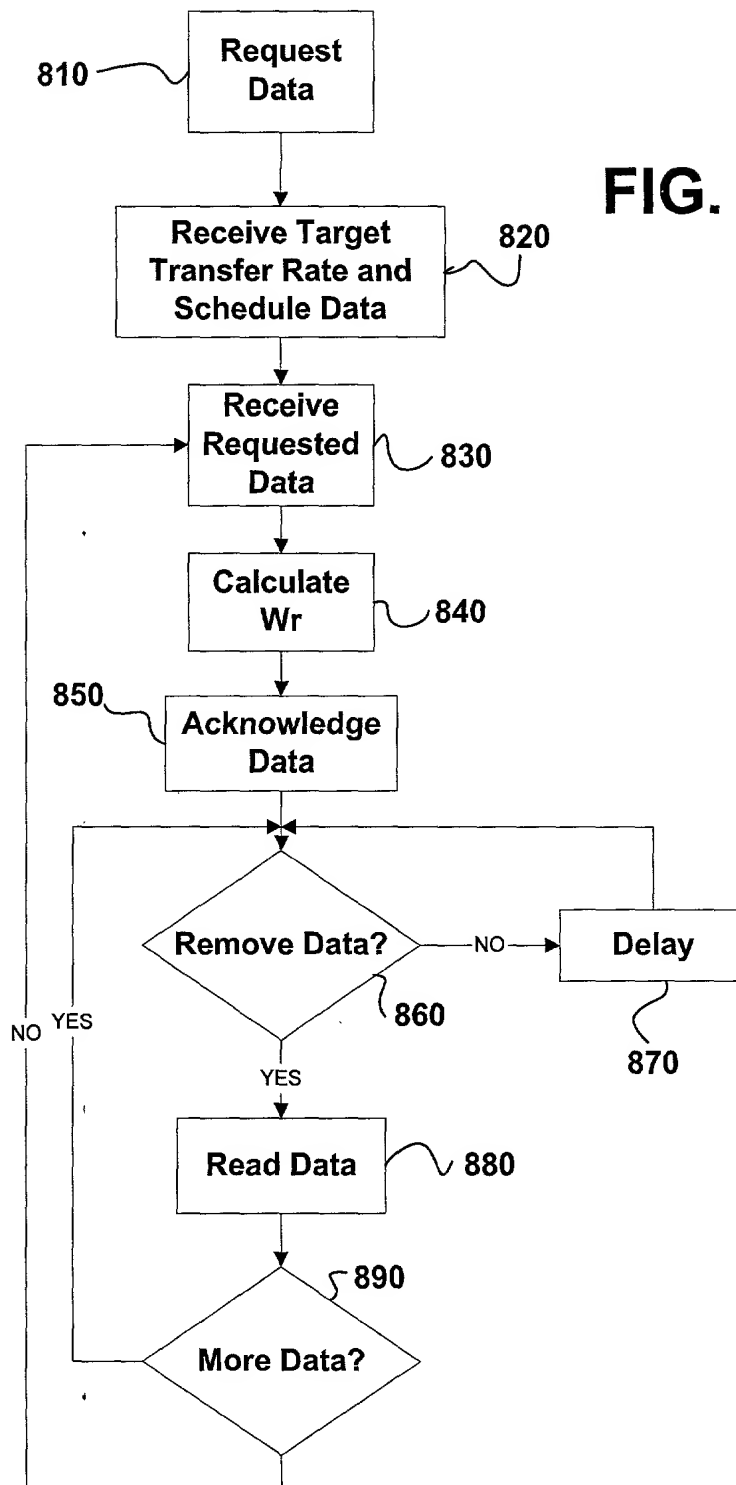 810
Request
Data
FIG.
Receive Target
Transfer Rate and
Schedule Data
820
Receive
Requested
Data
830
Calculate
Wr
840
850
Acknowledge
Data
Remove Data?
NO
Delay
860
870
NO
YES
YES
Read Data
880
890
More Data?